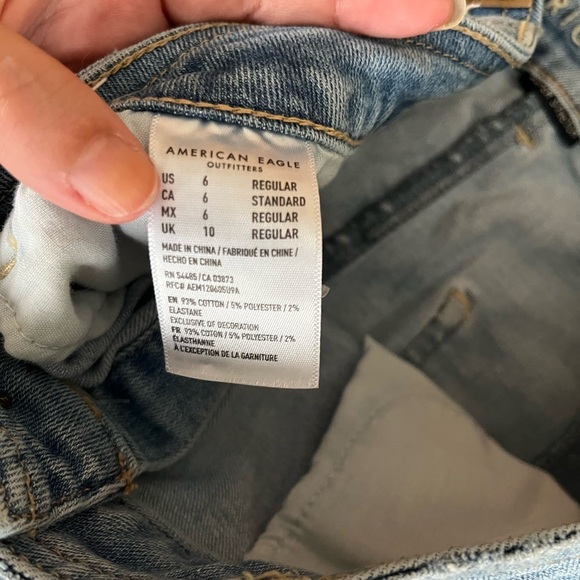 AMERICAN EAGLE
OUTFITTERS
US 6 REGULAR
CA 6 STANDARD
MX 6 REGULAR
UK 10 REGULAR
MADE IN CHINA / FABRIQUÉ EN CHINE /
HECHO EN CHINA
RN 54485/CA 03873
RFC# AEM120605U9A
EN 93% COTTON / 5% POLYESTER / 2%
ELASTANE
EXCLUSIVE OF DECORATION
FR 93% COTON / 5% POLYESTER / 2%
ÉLASTHANNE
À L'EXCEPTION DE LA GARNITURE